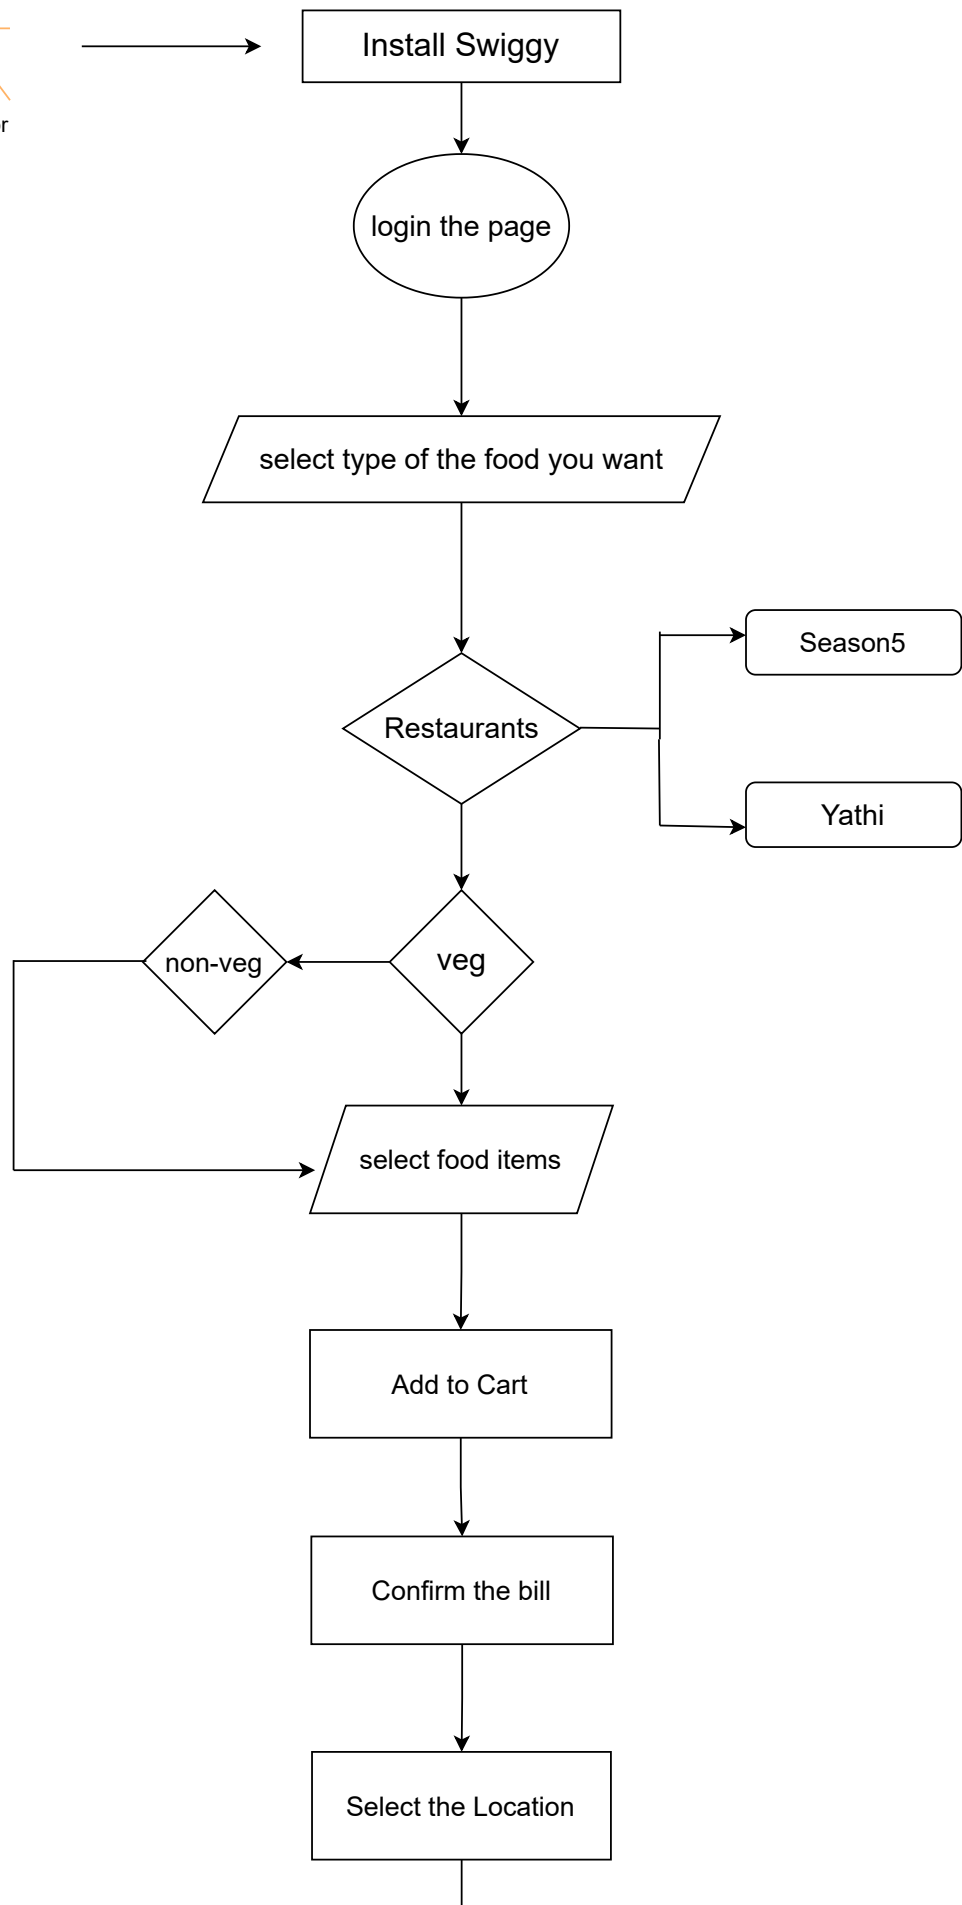 Install Swiggy
login the page
select type of the food you want
Season5
Restaurants
Yathi
non-veg
veg
select food items
Add to Cart
Confirm the bill
Select the Location